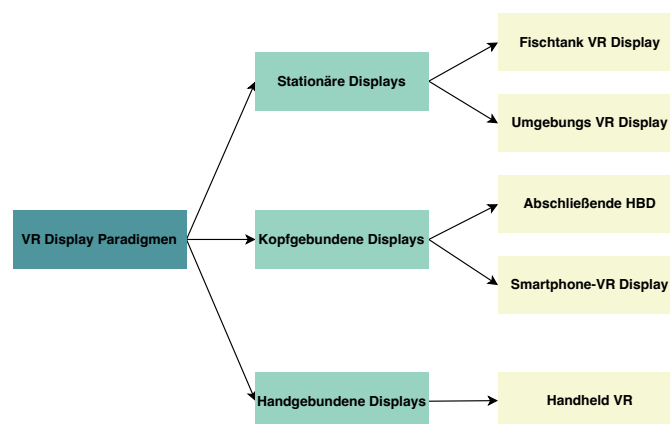 VR Display Paradigmen
Stationäre Displays
Fischtank VR Display
Umgebungs VR Display
Kopfgebundene Displays
Abschließende HBD
Smartphone-VR Display
Handgebundene Displays
Handheld VR